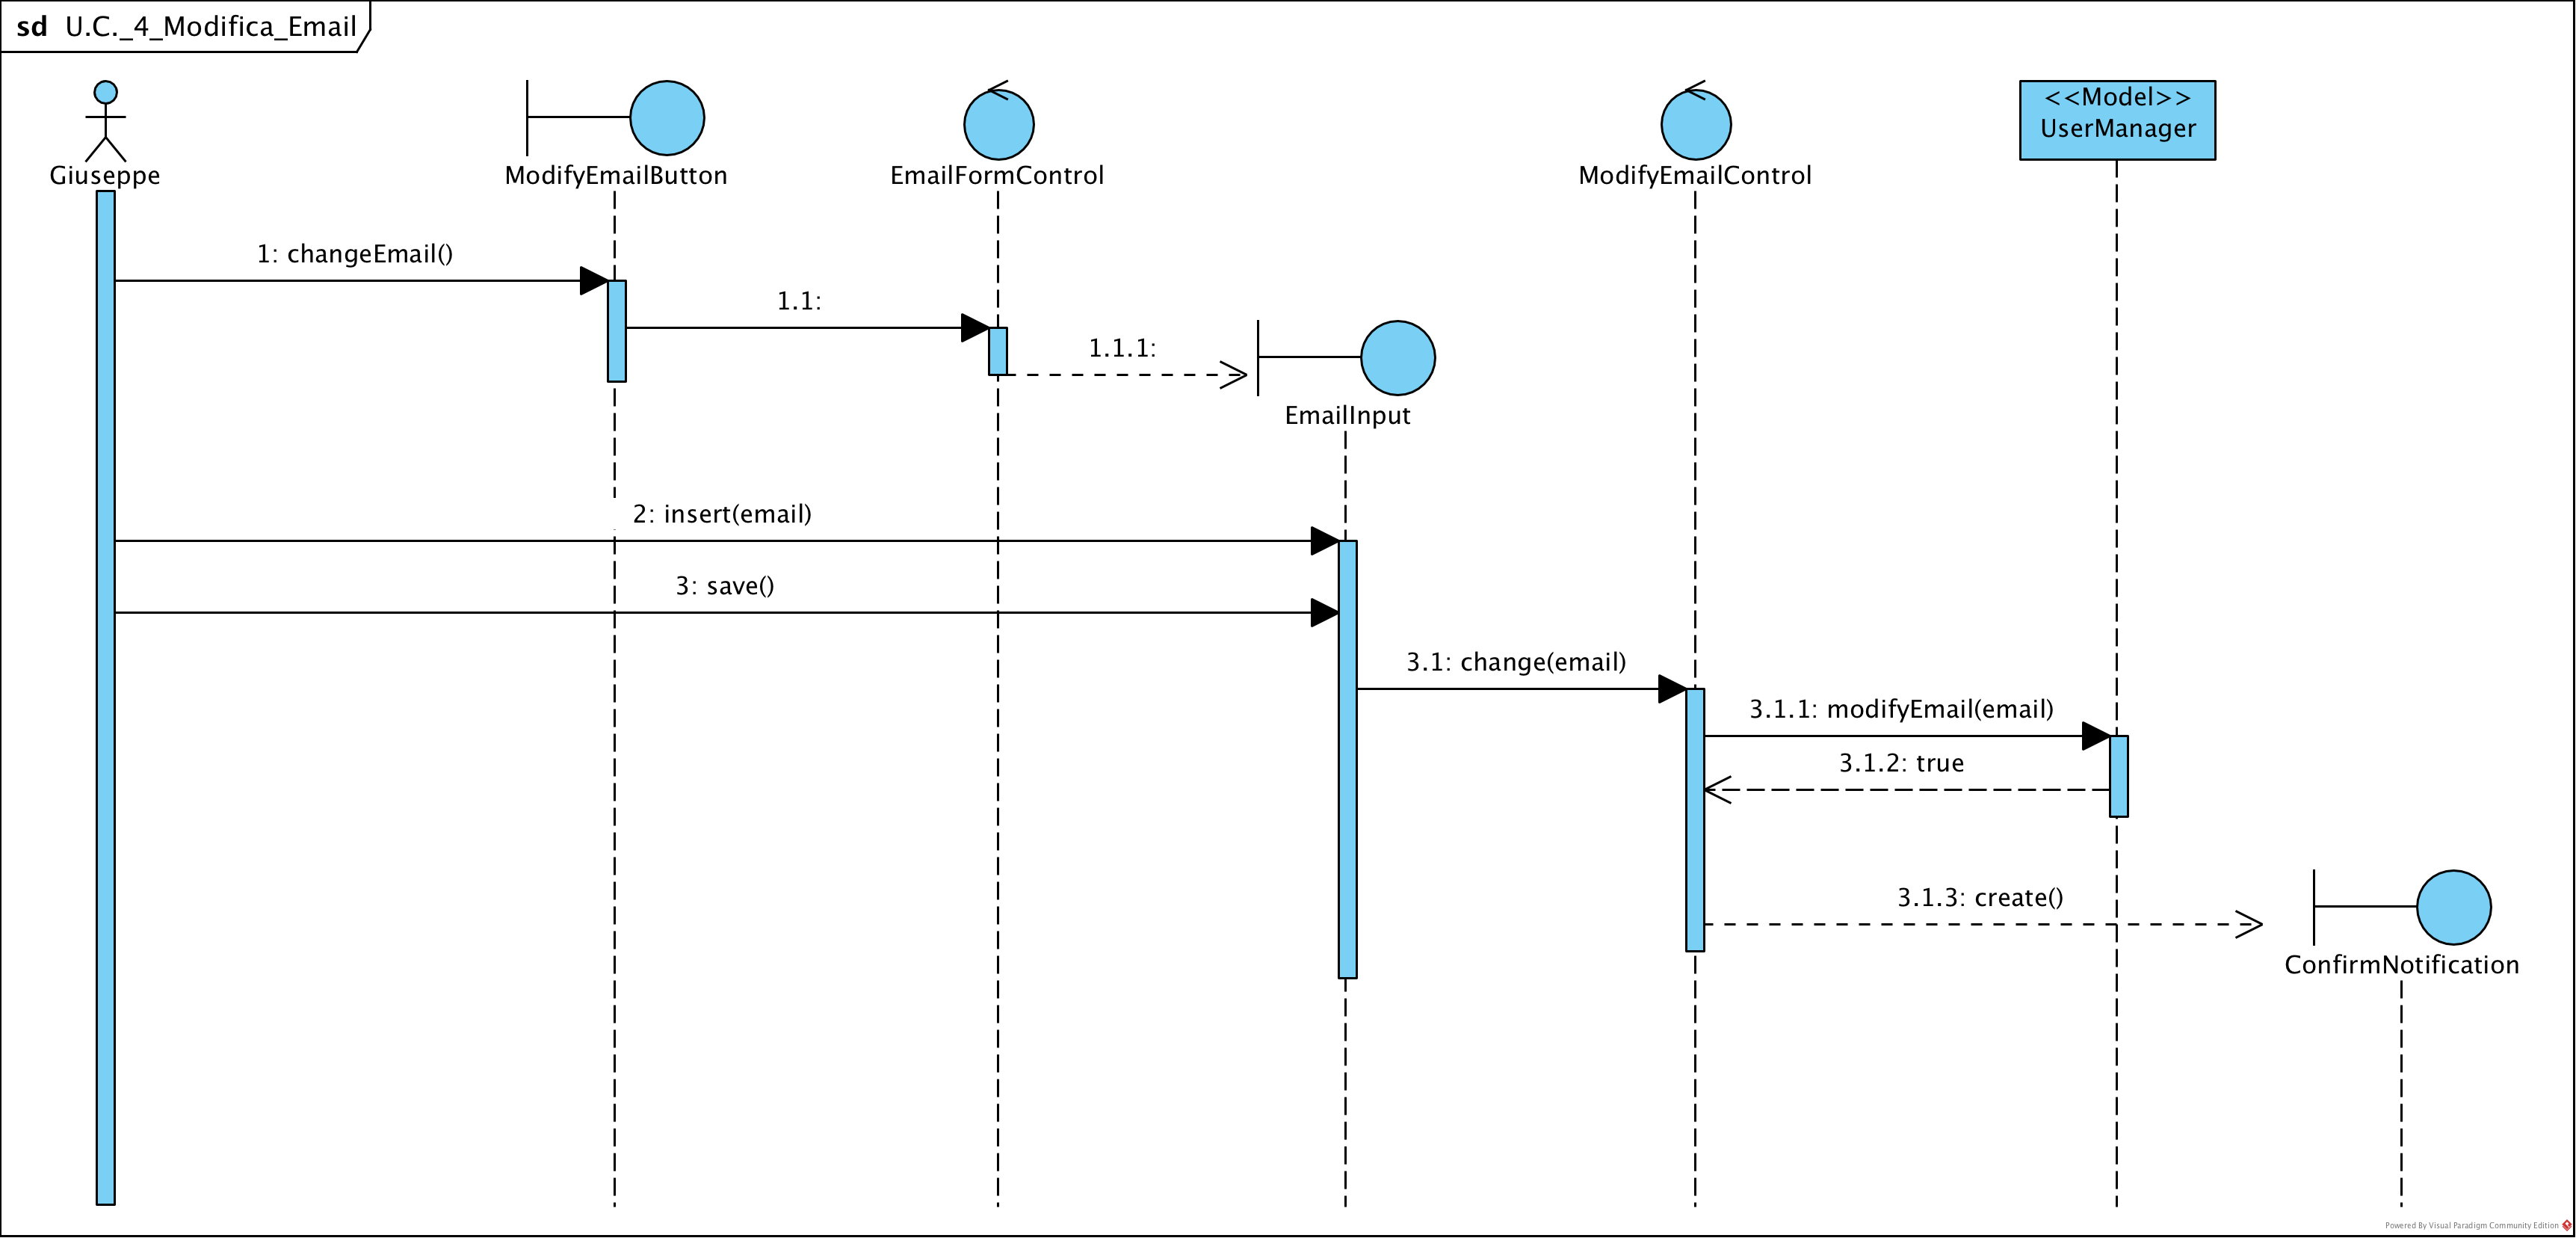 sd U.C._4_Modifica_Email
Giuseppe
ModifyEmailButton
EmailFormControl
ModifyEmailControl
<<Model>>
UserManager
1: changeEmail()
1.1:
1.1.1:
EmailInput
2: insert(email)
3: save()
3.1: change(email)
3.1.1: modifyEmail(email)
3.1.2: true
3.1.3: create()
ConfirmNotification
Powered By Visual Paradigm Community Edition